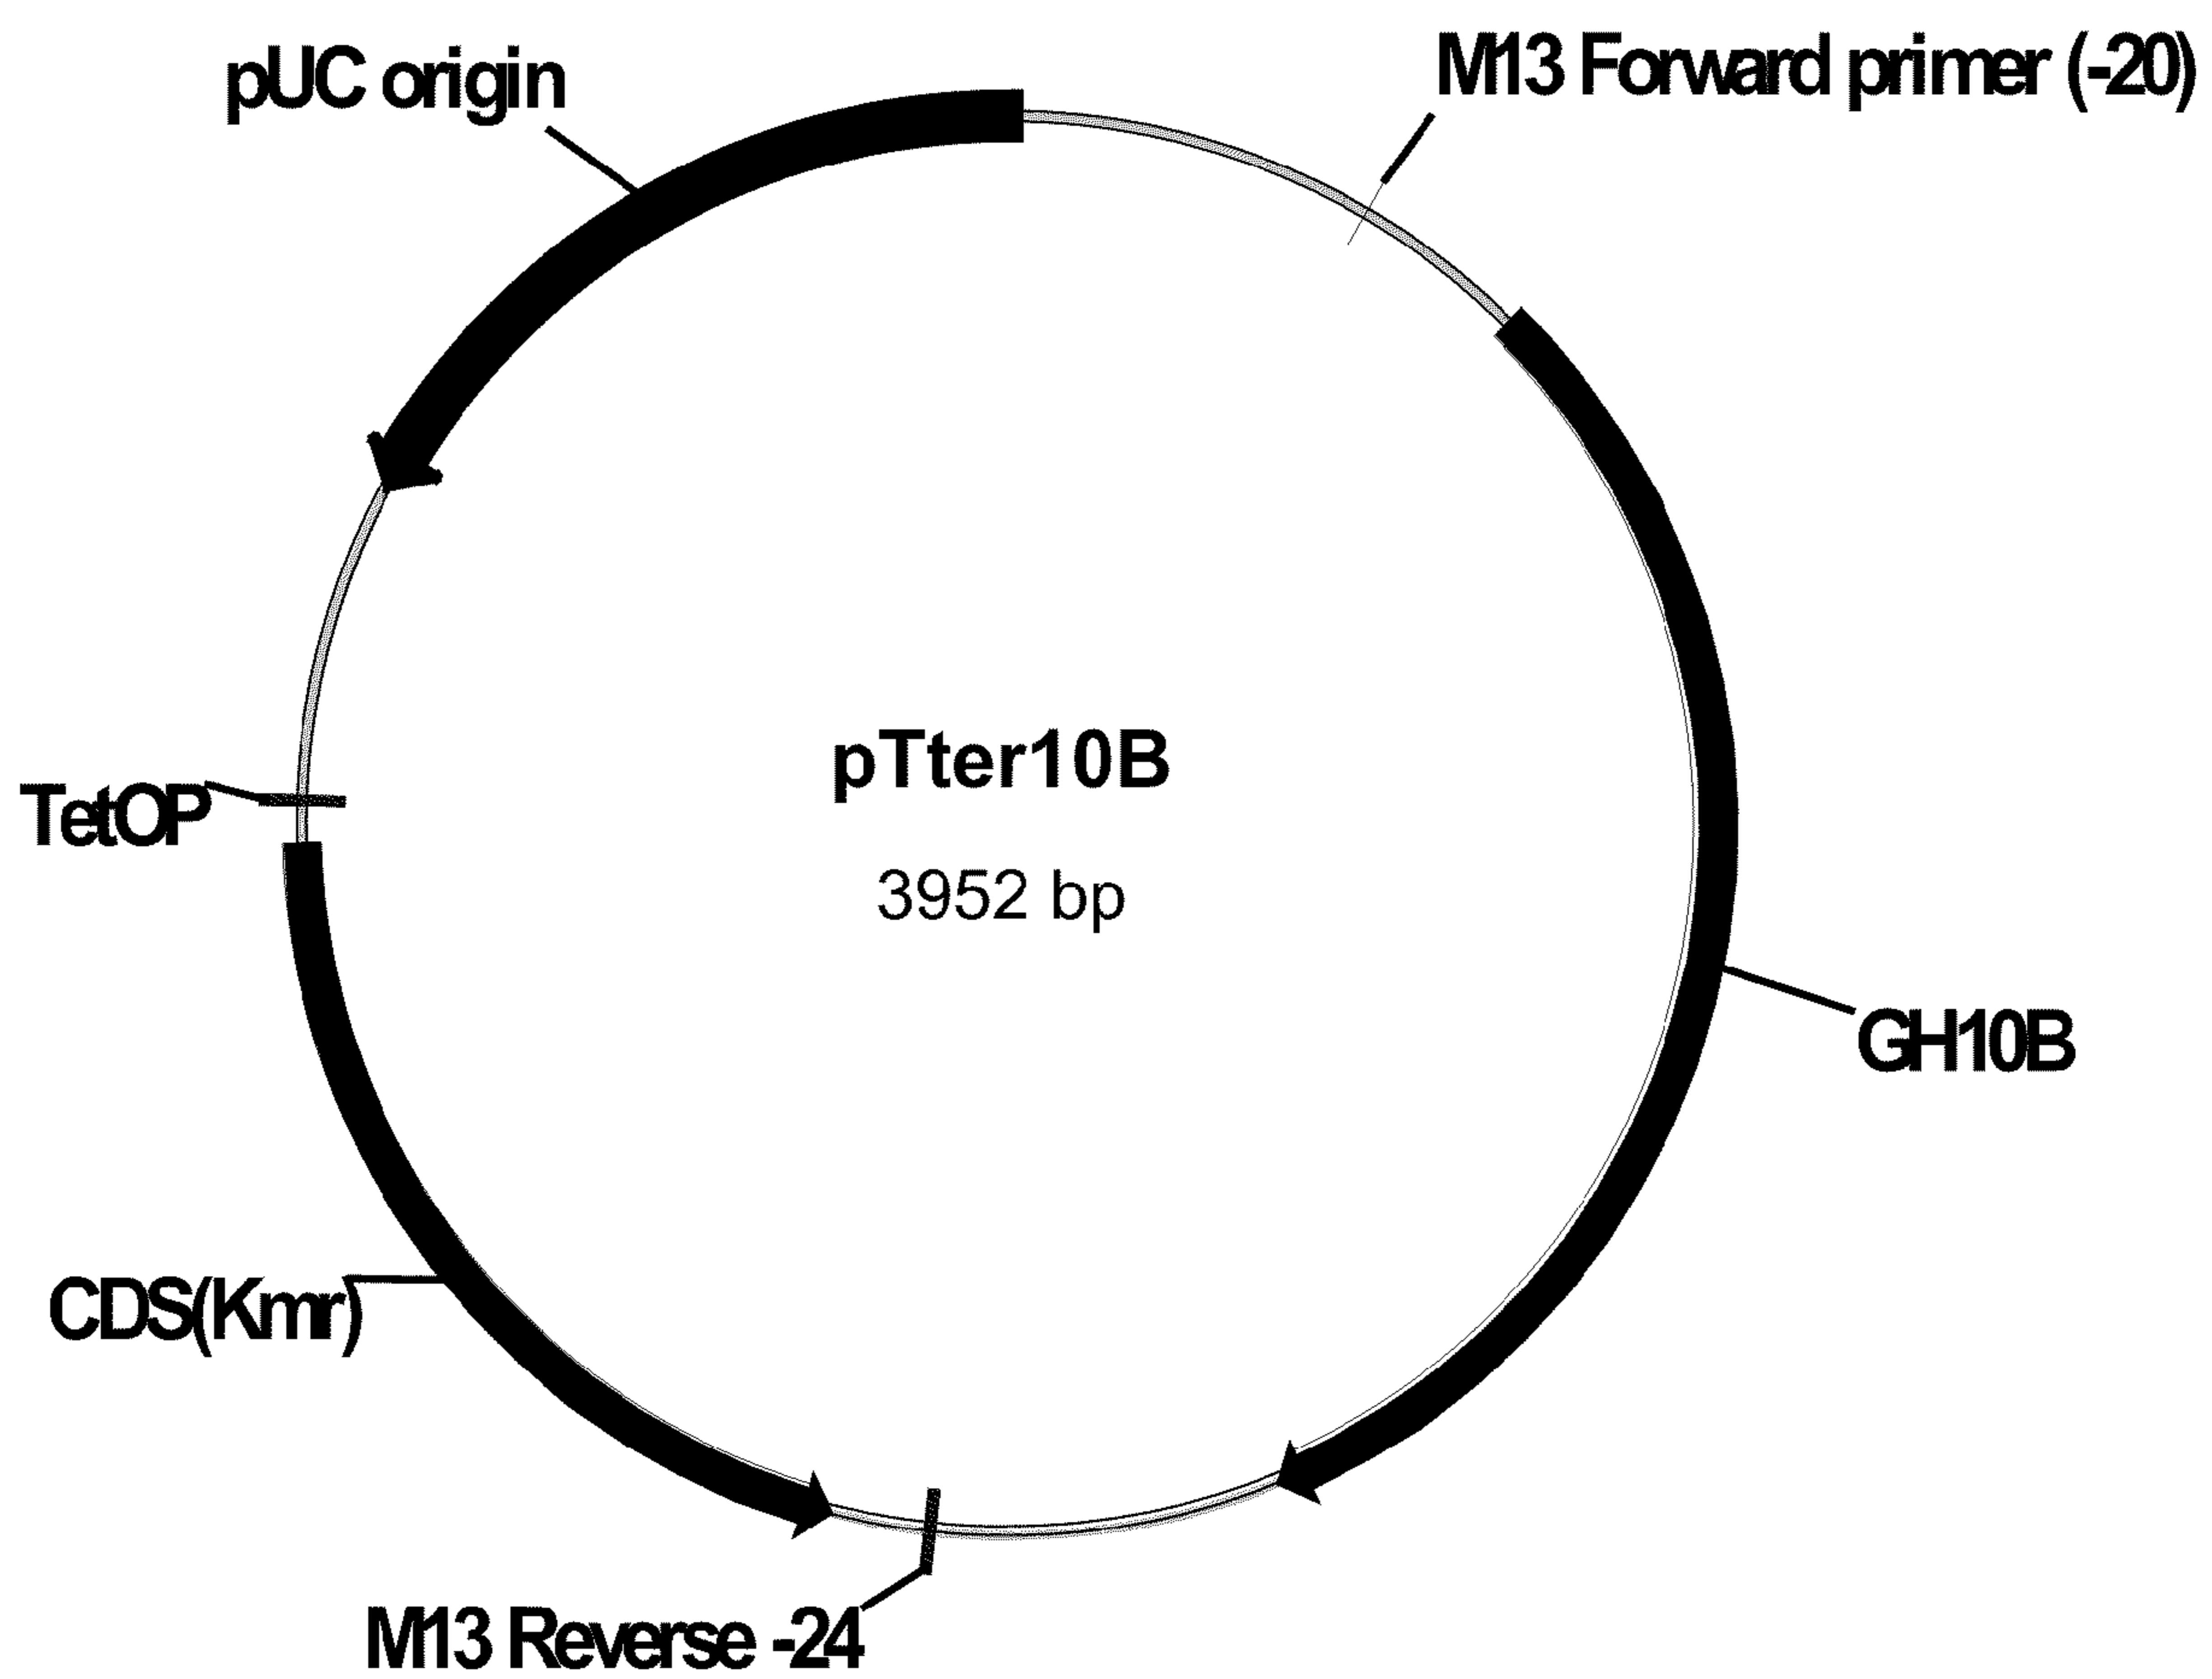 pUC origin
M13 Forward primer (-20)
pTter10B
3952 bp
TetOP
GH10B
CDS(Kmr)
M13 Reverse -24